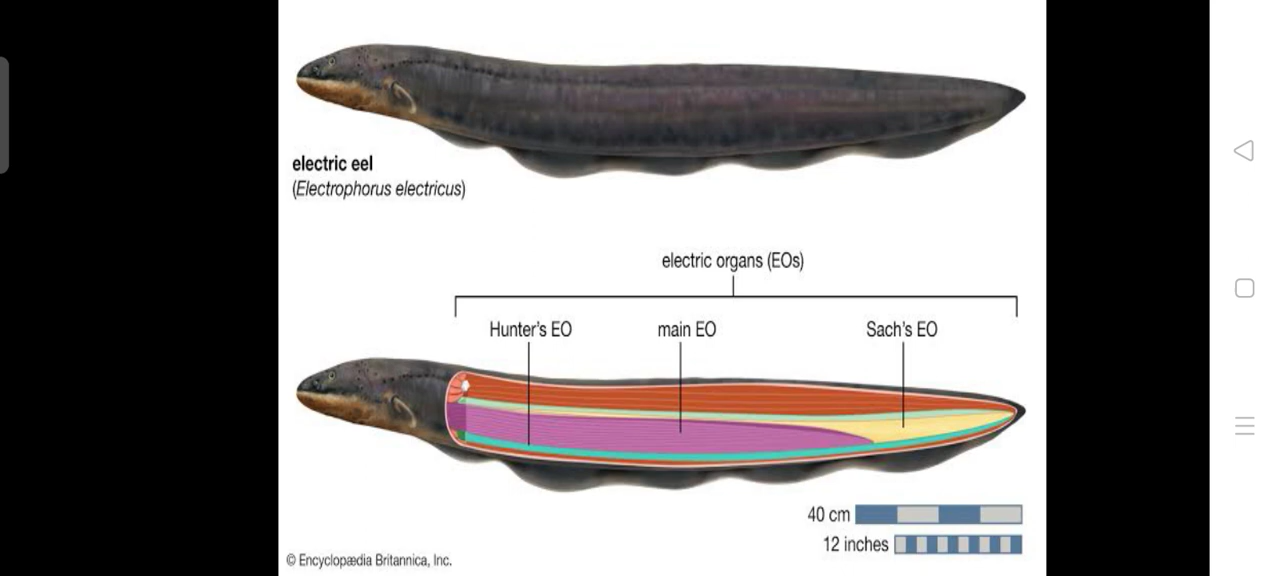 electric eel
(Electrophorus electricus)
electric organs (EOs)
Hunter's EO main EO Sach's EO
40 cm
12 inches
© Encyclopædia Britannica, Inc.